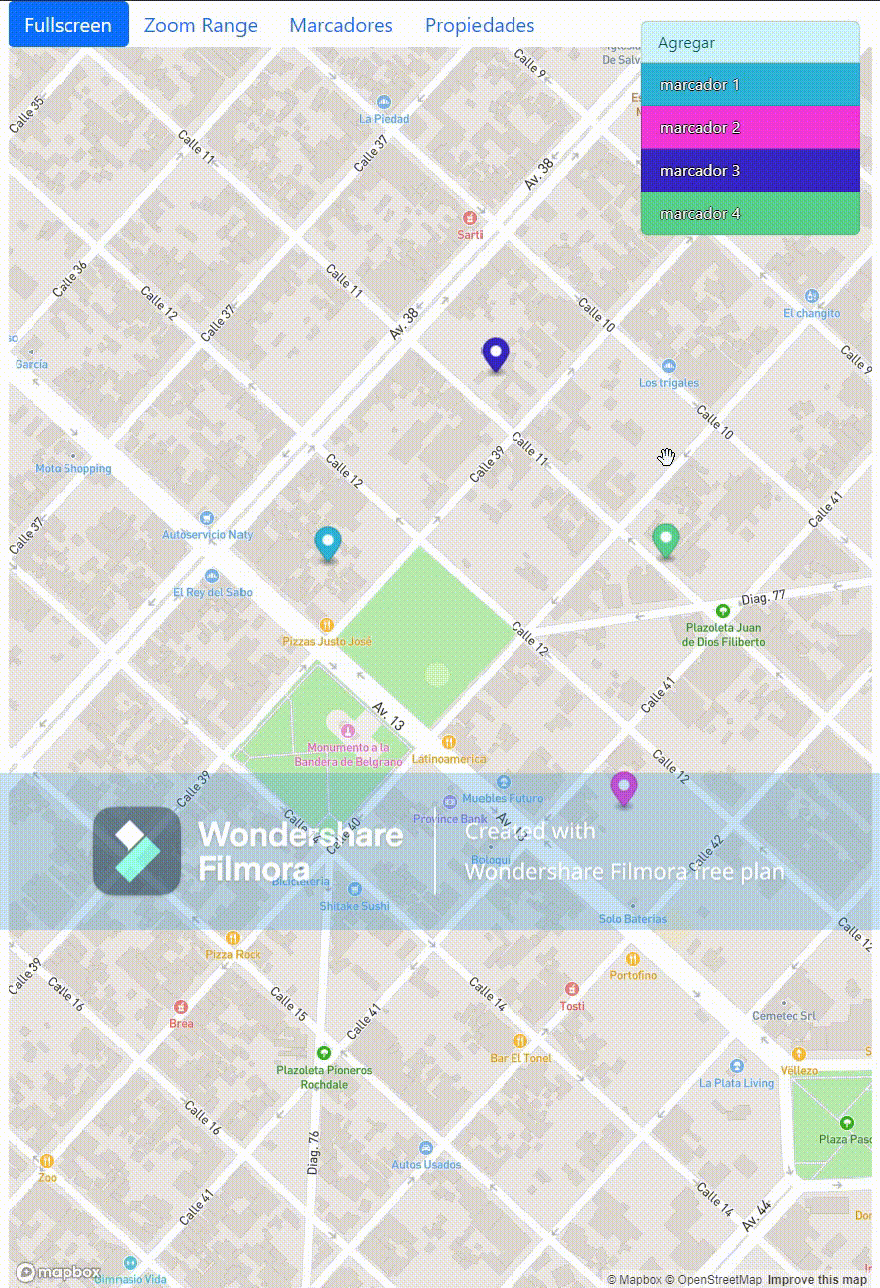 Fullscreen
Zoom Range
Marcadores
Propiedades
Agregar
marcador 1
marcador 2
marcador 3
marcador 4
De Salv
Calle 9
Calle 35
La Piedad
Calle 11
Calle 37
Av. 38
Sarti
Calle 36
Calle 12
Calle 11
Calle 37
Av. 38
Calle 10
El changito
García
Los trigales
Calle 9
Calle 10
Moto Shopping
Calle 12
Calle 39
Calle 11
Calle 41
Calle 37
Autoservicio Naty
El Rey del Sabo
Diag. 77
Plazoleta Juan
de Dios Filiberto
Pizzas Justo José
Calle 12
Calle 41
Av. 13
Monumento a la
Bandera de Belgrano
Latinoamerica
Calle 12
Calle 39
Muebles Futuro
Province Bank
Av. 13
Calle 40
Calle 42
Wondershare
Filmora
Created with
Wondershare Filmora free plan
Bologui
Bicicleteria
Shitake Sushi
Solo Baterias
Calle 12
Pizza Rock
Calle 39
Calle 16
Portofino
Calle 14
Tosti
Calle 15
Calle 41
Brea
Cemetec Srl
Bar El Tonel
Vëllezo
Plazoleta Pioneros
Rochdale
La Plata Living
Calle 16
Plaza Paso
Diag. 76
Autos Usados
Zoo
Calle 41
Calle 14
Av. 44
mapbox
Gimnasio Vida
© Mapbox © OpenStreetMap Improve this map